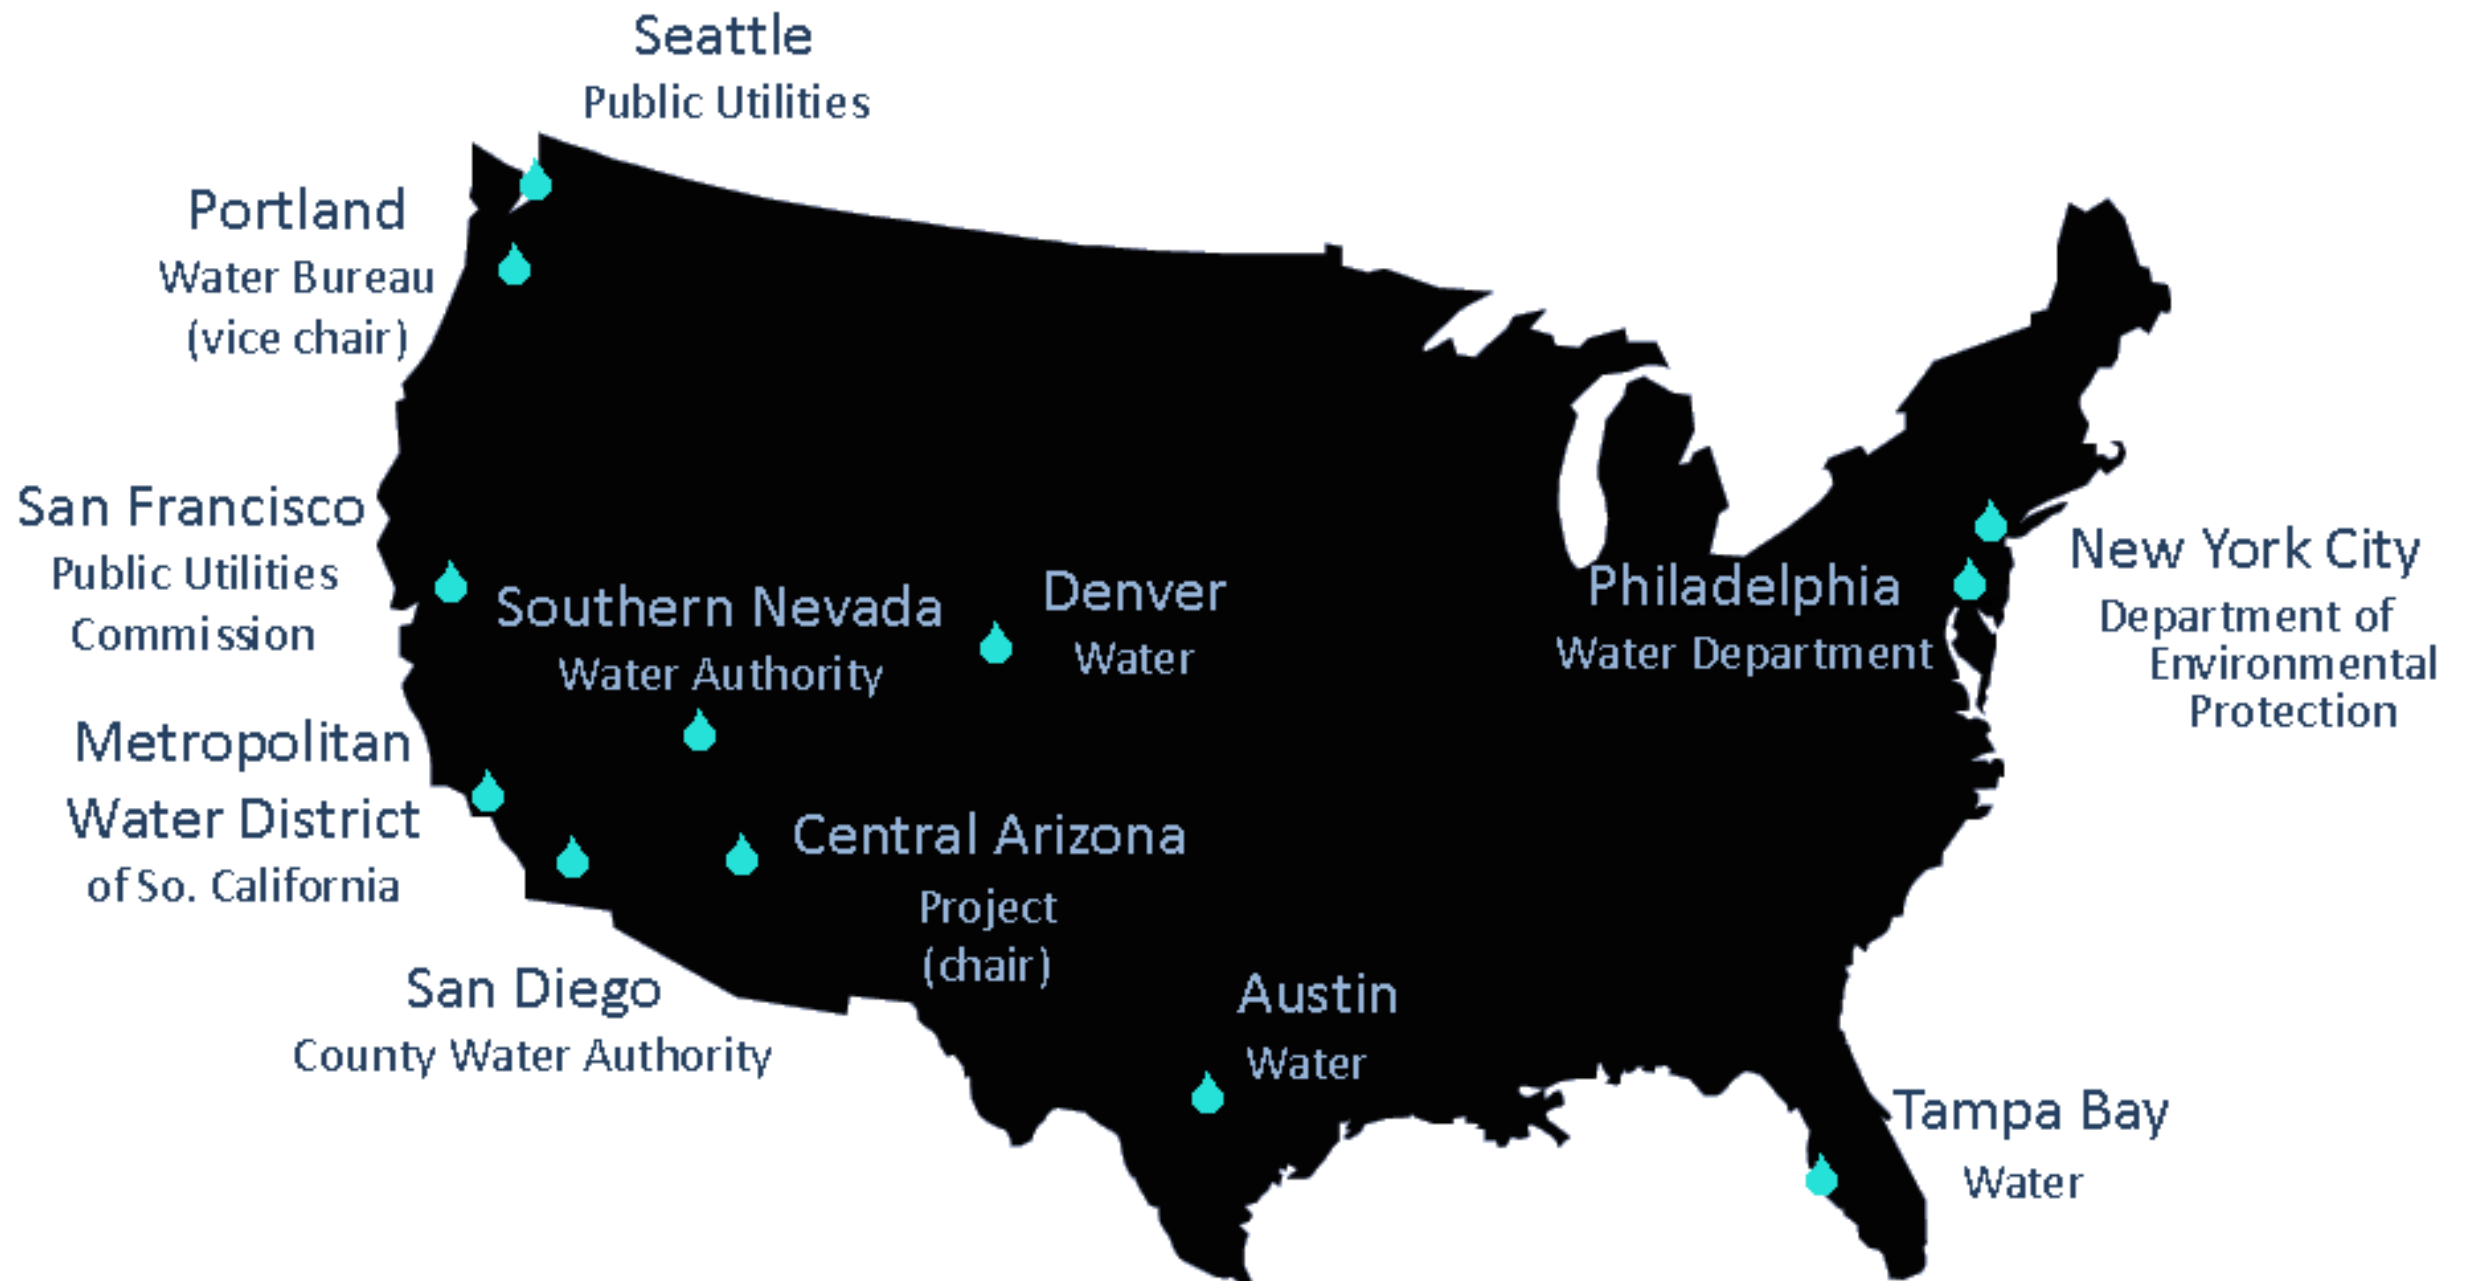 Seattle
Public Utilities
Portland
Water Bureau
(vice chair)
San Francisco
Public Utilities
Commission
Southern Nevada
Water Authority
Denver
Water
Philadelphia
Water Department
New York City
Department of
Environmental
Protection
Metropolitan
Water District
of So. California
Central Arizona
Project
(chair)
San Diego
County Water Authority
Austin
Water
Tampa Bay
Water